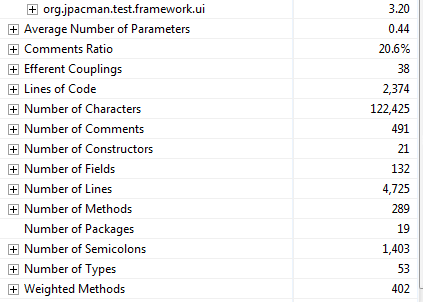 org.jpacman.test.framework.ui 3.20
Average Number of Parameters 0.44
Comments Ratio 20.6%
Efferent Couplings 38
Lines of Code 2,374
Number of Characters 122,425
Number of Comments 491
Number of Constructors 21
Number of Fields 132
Number of Lines 4,725
Number of Methods 289
Number of Packages 19
Number of Semicolons 1,403
Number of Types 53
Weighted Methods 402